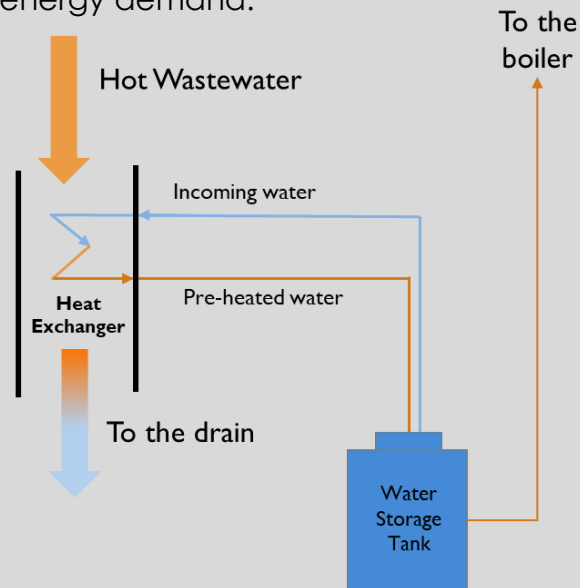 energy demand.
To the
boiler
Hot Wastewater
Incoming water
Pre-heated water
Heat
Exchanger
To the drain
Water
Storage
Tank